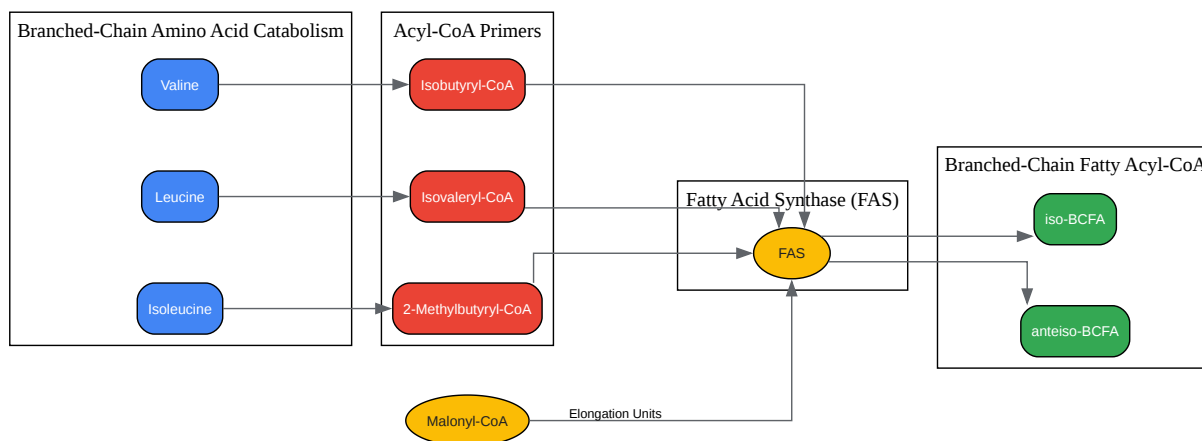 Branched-Chain Amino Acid Catabolism
Valine
Leucine
Isoleucine
Acyl-CoA Primers
Isobutyryl-CoA
Isovaleryl-CoA
2-Methylbutyryl-CoA
Malonyl-CoA
Elongation Units
Fatty Acid Synthase (FAS)
FAS
Branched-Chain Fatty Acyl-CoA
iso-BCFA
anteiso-BCFA